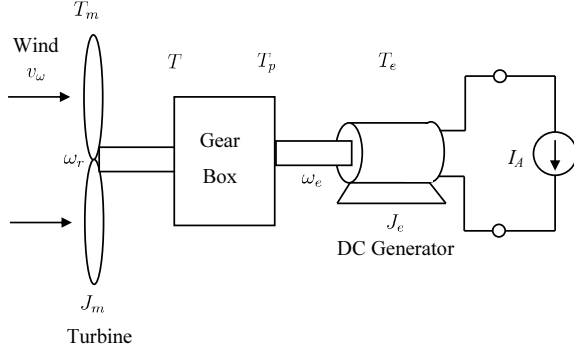 T_m
Wind
v_ω
T
T_p
T_e
Gear
Box
ω_r
ω_e
I_A
J_e
DC Generator
J_m
Turbine